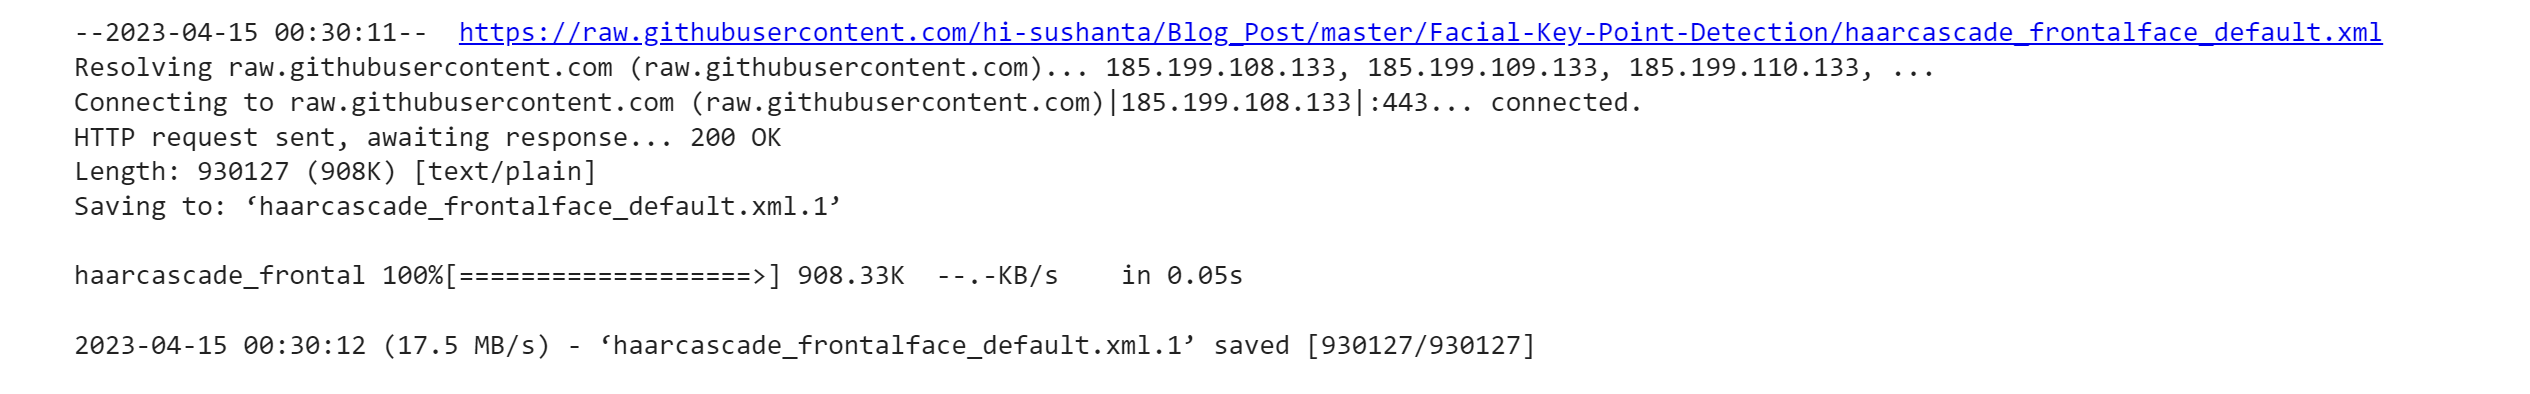 --2023-04-15 00:30:11--  https://raw.githubusercontent.com/hi-sushanta/Blog_Post/master/Facial-Key-Point-Detection/haarcascade_frontalface_default.xml
Resolving raw.githubusercontent.com (raw.githubusercontent.com)... 185.199.108.133, 185.199.109.133, 185.199.110.133, ...
Connecting to raw.githubusercontent.com (raw.githubusercontent.com)|185.199.108.133|:443... connected.
HTTP request sent, awaiting response... 200 OK
Length: 930127 (908K) [text/plain]
Saving to: ‘haarcascade_frontalface_default.xml.1’
haarcascade_frontal 100%[===================>] 908.33K  --.-KB/s    in 0.05s
2023-04-15 00:30:12 (17.5 MB/s) - ‘haarcascade_frontalface_default.xml.1’ saved [930127/930127]